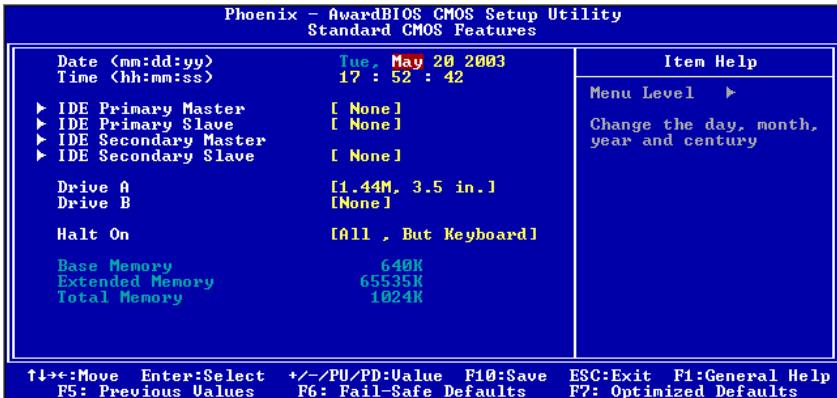 Phoenix - AwardBIOS CMOS Setup Utility
Standard CMOS Features
Date (mm:dd:yy) Tue, May 20 2003
Time (hh:mm:ss) 17 : 52 : 42
IDE Primary Master [ None]
IDE Primary Slave [ None]
IDE Secondary Master
IDE Secondary Slave [ None]
Drive A [1.44M, 3.5 in.]
Drive B [None]
Halt On [All , But Keyboard]
Base Memory 640K
Extended Memory 65535K
Total Memory 1024K
Item Help
Menu Level
Change the day, month,
year and century
↑↓→←:Move Enter:Select +/-/PU/PD:Value F10:Save ESC:Exit F1:General Help
F5: Previous Values F6: Fail-Safe Defaults F7: Optimized Defaults